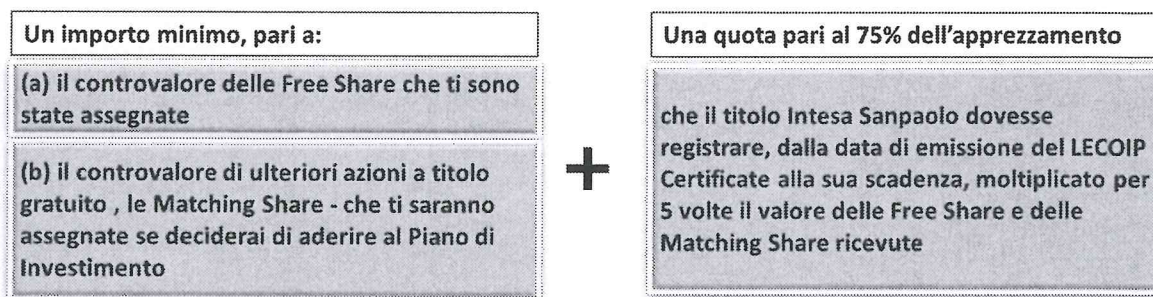 Un importo minimo, pari a:
(a) il controvalore delle Free Share che ti sono
state assegnate
(b) il controvalore di ulteriori azioni a titolo
gratuito , le Matching Share - che ti saranno
assegnate se deciderai di aderire al Piano di
Investimento
+
Una quota pari al 75% dell'apprezzamento
che il titolo Intesa Sanpaolo dovesse
registrare, dalla data di emissione del LECOIP
Certificate alla sua scadenza, moltiplicato per
5 volte il valore delle Free Share e delle
Matching Share ricevute